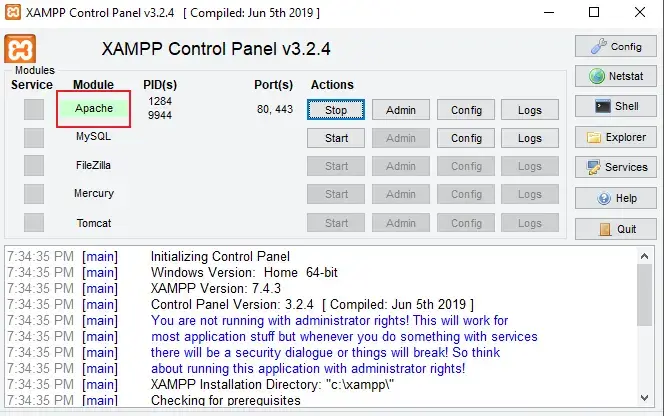 XAMPP Control Panel v3.2.4 [ Compiled: Jun 5th 2019 ]
XAMPP Control Panel v3.2.4
Config
Modules
Service Module PID(s) Port(s) Actions
Netstat
Apache 1284 9944 80, 443 Stop Admin Config Logs
Shell
MySQL Start Admin Config Logs
Explorer
FileZilla Start Admin Config Logs
Services
Mercury Start Admin Config Logs
Help
Tomcat Start Admin Config Logs
Quit
7:34:35 PM [main] Initializing Control Panel
7:34:35 PM [main] Windows Version: Home 64-bit
7:34:35 PM [main] XAMPP Version: 7.4.3
7:34:35 PM [main] Control Panel Version: 3.2.4 [ Compiled: Jun 5th 2019 ]
7:34:35 PM [main] You are not running with administrator rights! This will work for
7:34:35 PM [main] most application stuff but whenever you do something with services
7:34:35 PM [main] there will be a security dialogue or things will break! So think
7:34:35 PM [main] about running this application with administrator rights!
7:34:35 PM [main] XAMPP Installation Directory: "c:\xampp\"
7:34:35 PM [main] Checking for prerequisites